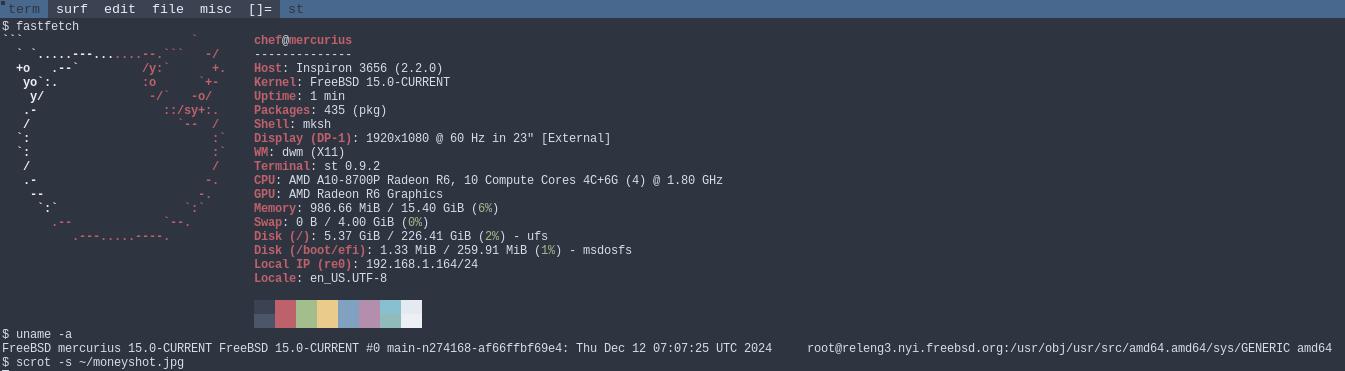 term surf edit file misc []= st
$ fastfetch
```                        `
  ` `.....---.......--.```   -/    chef@mercurius
  +o   .--`         /y:`      +.   --------------
   yo`:.            :o      `+-    Host: Inspiron 3656 (2.2.0)
    y/               -/`   -o/     Kernel: FreeBSD 15.0-CURRENT
   .-                  ::/sy+:.    Uptime: 1 min
   /                     `--  /    Packages: 435 (pkg)
  `:                          :`   Shell: mksh
  `:                          :`   Display (DP-1): 1920x1080 @ 60 Hz in 23" [External]
   /                          /    WM: dwm (X11)
   .-                        -.    Terminal: st 0.9.2
    --                      -.     CPU: AMD A10-8700P Radeon R6, 10 Compute Cores 4C+6G (4) @ 1.80 GHz
     `:`                  `:`      GPU: AMD Radeon R6 Graphics
       .--             `--.        Memory: 986.66 MiB / 15.40 GiB (6%)
          .---.....----.           Swap: 0 B / 4.00 GiB (0%)
Disk (/): 5.37 GiB / 226.41 GiB (2%) - ufs
Disk (/boot/efi): 1.33 MiB / 259.91 MiB (1%) - msdosfs
Local IP (re0): 192.168.1.164/24
Locale: en_US.UTF-8
$ uname -a
FreeBSD mercurius 15.0-CURRENT FreeBSD 15.0-CURRENT #0 main-n274168-af66ffbf69e4: Thu Dec 12 07:07:25 UTC 2024     root@releng3.nyi.freebsd.org:/usr/obj/usr/src/amd64.amd64/sys/GENERIC amd64
$ scrot -s ~/moneyshot.jpg